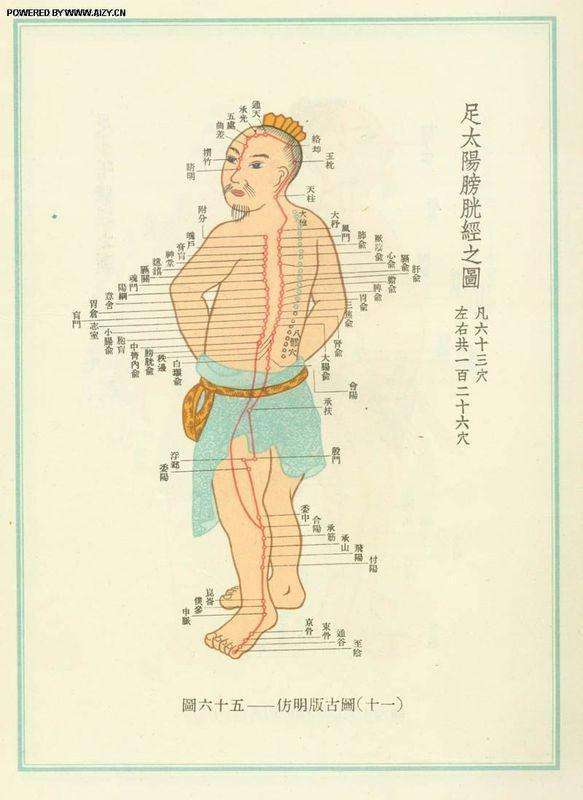 POWERED BY WWW.AIZY.CN
足太陽膀胱經之圖
凡六十三穴
左右共一百二十六穴
通天
承光
五處
曲差
攢竹
睛明
絡却
玉枕
天柱
大杼
風門
肺俞
厥陰俞
心俞
膈俞
肝俞
膽俞
脾俞
胃俞
三焦俞
腎俞
大腸俞
八髎穴
會陽
承扶
殷門
附分
魂戶
膏肓
神堂
譩譆
膈關
魂門
陽綱
意舍
胃倉
肓門
志室
小腸俞
胞肓
中膂內俞
膀胱俞
秩邊
白環俞
浮郄
委陽
委中
合陽
承筋
承山
飛陽
付陽
崑崙
僕參
申脈
京骨
束骨
通谷
至陰
圖六十五——仿明版古圖(十一)